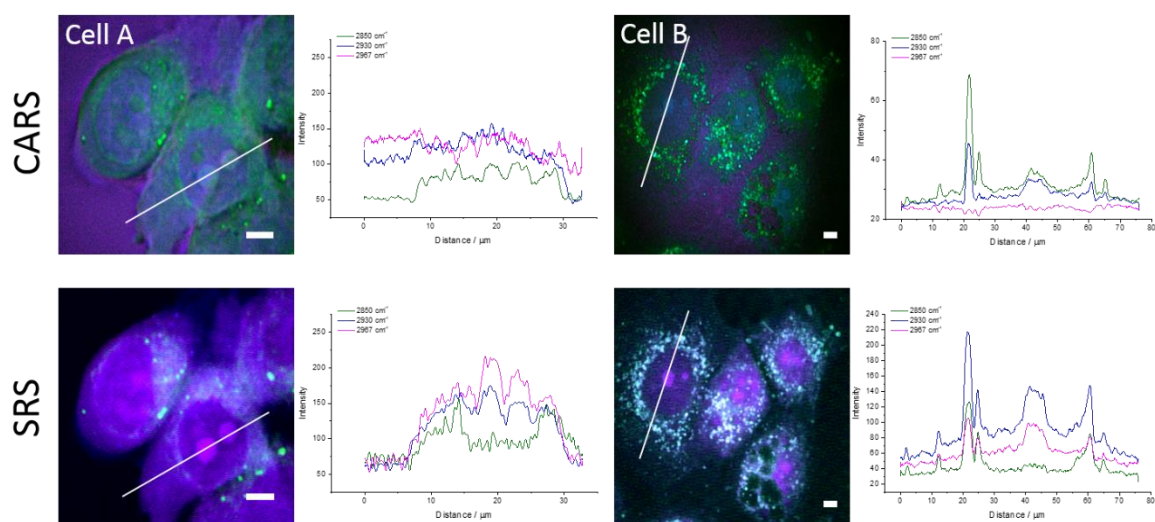 CARS
Cell A
2850 cm⁻¹
2930 cm⁻¹
2967 cm⁻¹
Intensity
250
200
150
100
50
0
10
20
30
Distance / µm
Cell B
2850 cm⁻¹
2930 cm⁻¹
2967 cm⁻¹
Intensity
80
60
40
20
0
10
20
30
40
50
60
70
80
Distance / µm
SRS
2850 cm⁻¹
2930 cm⁻¹
2967 cm⁻¹
Intensity
250
200
150
100
50
0
10
20
30
Distance / µm
2850 cm⁻¹
2930 cm⁻¹
2967 cm⁻¹
Intensity
240
220
200
180
160
140
120
100
80
60
40
20
0
10
20
30
40
50
60
70
80
Distance / µm